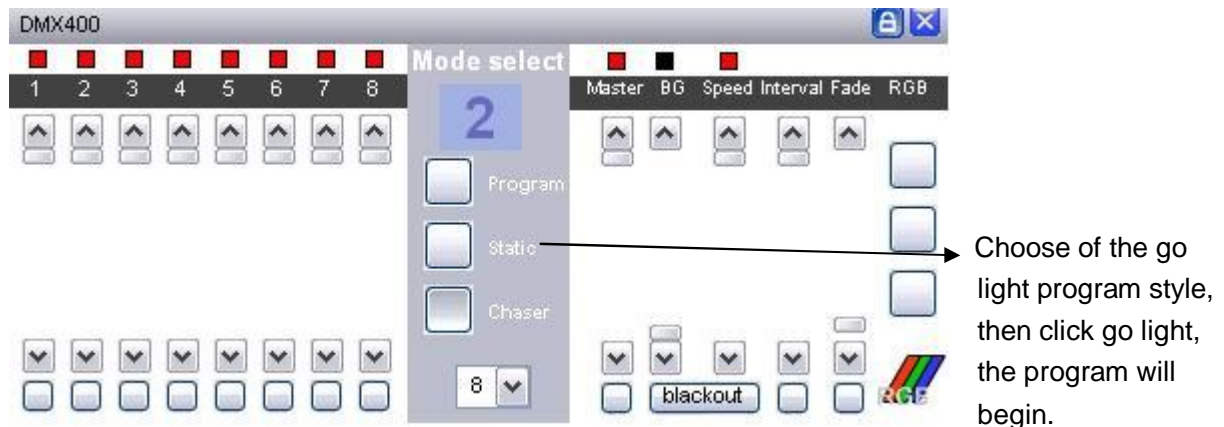 DMX400
1 2 3 4 5 6 7 8
Mode select
2
Program
Static
Chaser
8
Master BG Speed Interval Fade RGB
blackout
RGB
Choose of the go
light program style,
then click go light,
the program will
begin.